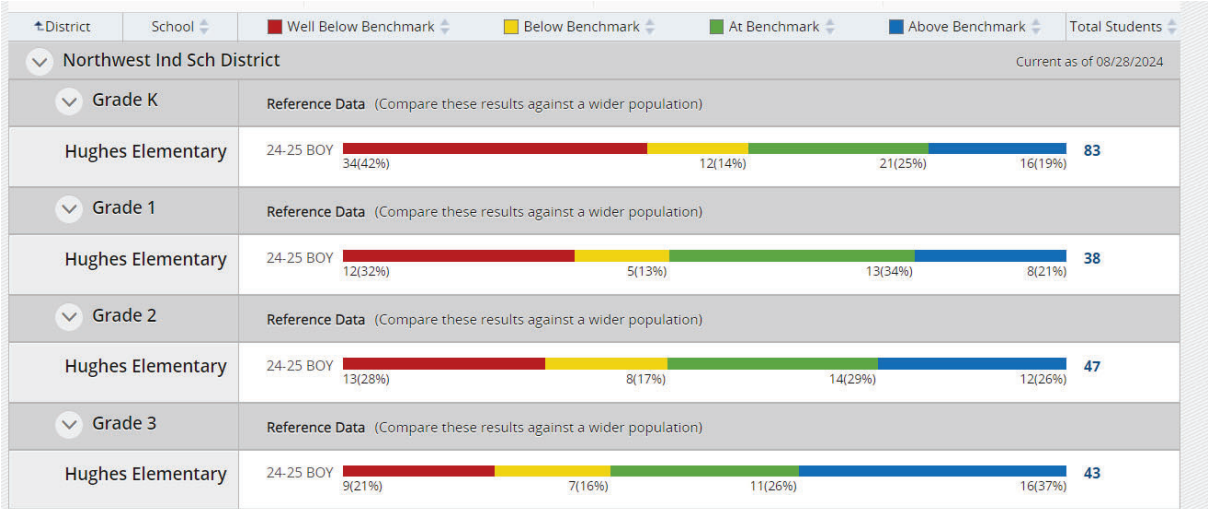 District School Well Below Benchmark Below Benchmark At Benchmark Above Benchmark Total Students
Northwest Ind Sch District Current as of 08/28/2024
Grade K Reference Data (Compare these results against a wider population)
Hughes Elementary 24-25 BOY 83
34(42%) 12(14%) 21(25%) 16(19%)
Grade 1 Reference Data (Compare these results against a wider population)
Hughes Elementary 24-25 BOY 38
12(32%) 5(13%) 13(34%) 8(21%)
Grade 2 Reference Data (Compare these results against a wider population)
Hughes Elementary 24-25 BOY 47
13(28%) 8(17%) 14(29%) 12(26%)
Grade 3 Reference Data (Compare these results against a wider population)
Hughes Elementary 24-25 BOY 43
9(21%) 7(16%) 11(26%) 16(37%)